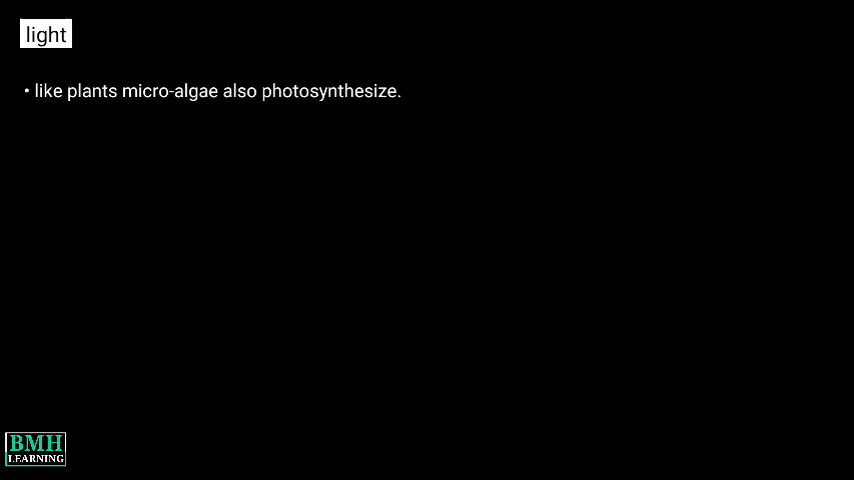 light
• like plants micro-algae also photosynthesize.
BMH
LEARNING